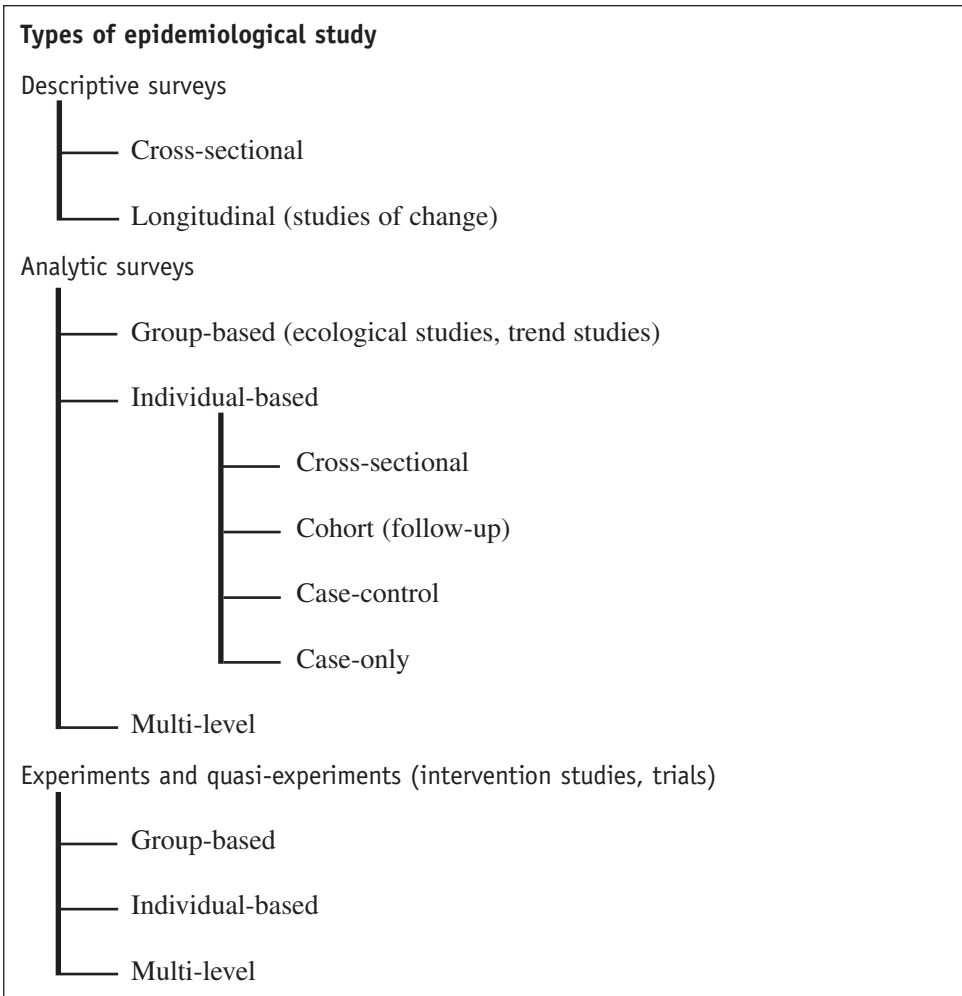 Types of epidemiological study
Descriptive surveys
Cross-sectional
Longitudinal (studies of change)
Analytic surveys
Group-based (ecological studies, trend studies)
Individual-based
Cross-sectional
Cohort (follow-up)
Case-control
Case-only
Multi-level
Experiments and quasi-experiments (intervention studies, trials)
Group-based
Individual-based
Multi-level